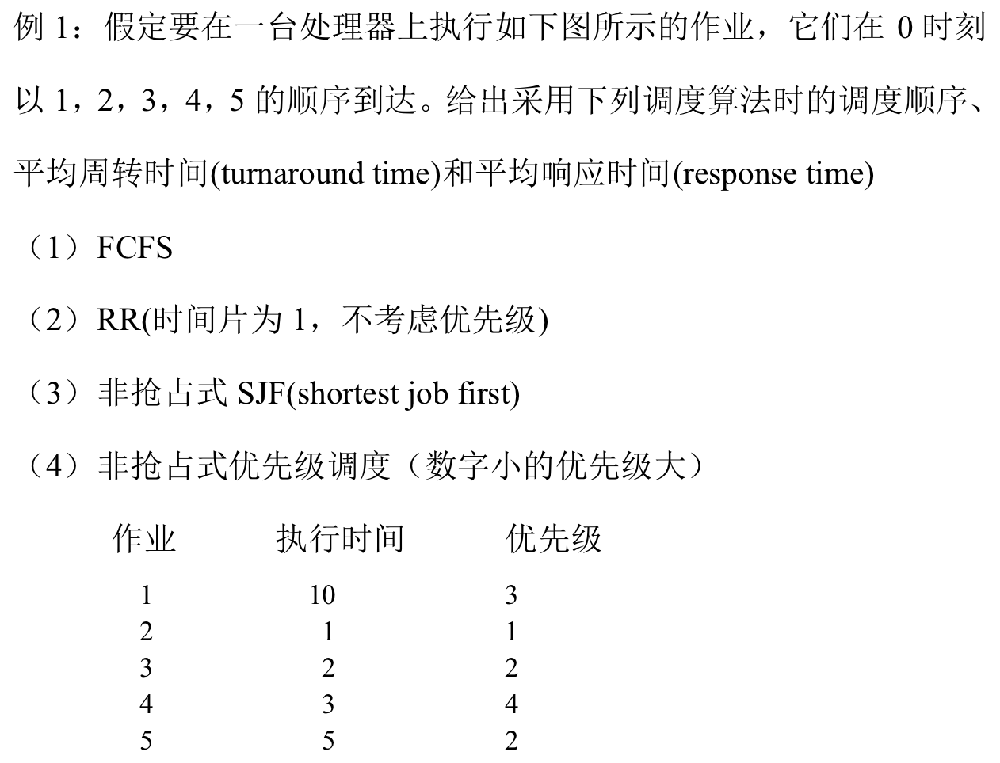 例 1：假定要在一台处理器上执行如下图所示的作业，它们在 0 时刻
以 1，2，3，4，5 的顺序到达。给出采用下列调度算法时的调度顺序、
平均周转时间(turnaround time)和平均响应时间(response time)
（1）FCFS
（2）RR(时间片为 1，不考虑优先级)
（3）非抢占式 SJF(shortest job first)
（4）非抢占式优先级调度（数字小的优先级大）
作业 执行时间 优先级
1 10 3
2 1 1
3 2 2
4 3 4
5 5 2